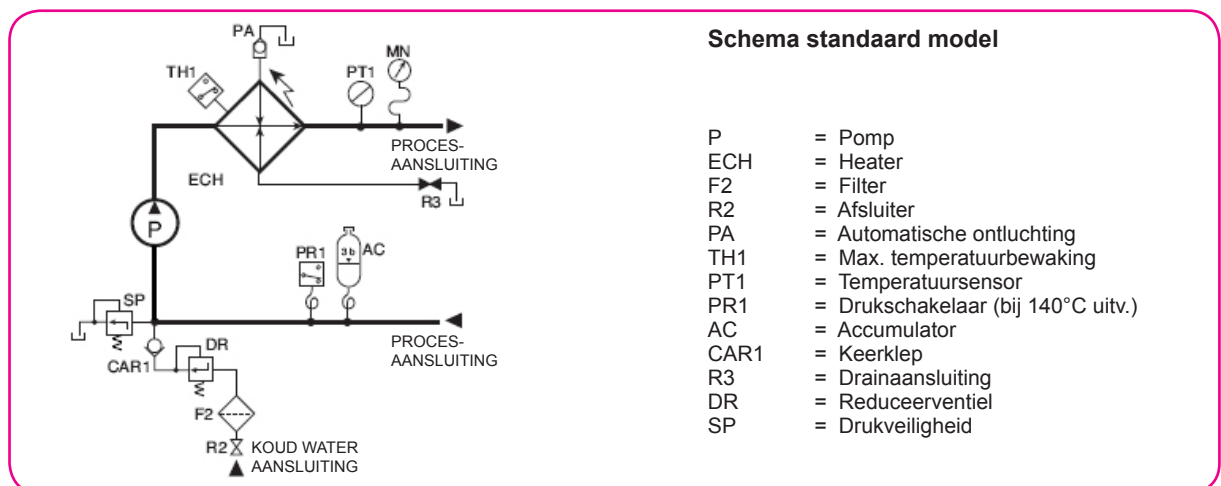 Schema standaard model
PA
MN
TH1
PT1
PROCES-
AANSLUITING
ECH
R3
P
PR1
3 b
AC
SP
PROCES-
AANSLUITING
DR
CAR1
F2
R2 KOUD WATER
AANSLUITING
P = Pomp
ECH = Heater
F2 = Filter
R2 = Afsluiter
PA = Automatische ontluchting
TH1 = Max. temperatuurbewaking
PT1 = Temperatuursensor
PR1 = Drukschakelaar (bij 140°C uitv.)
AC = Accumulator
CAR1 = Keerklep
R3 = Drainaansluiting
DR = Reduceerventiel
SP = Drukveiligheid